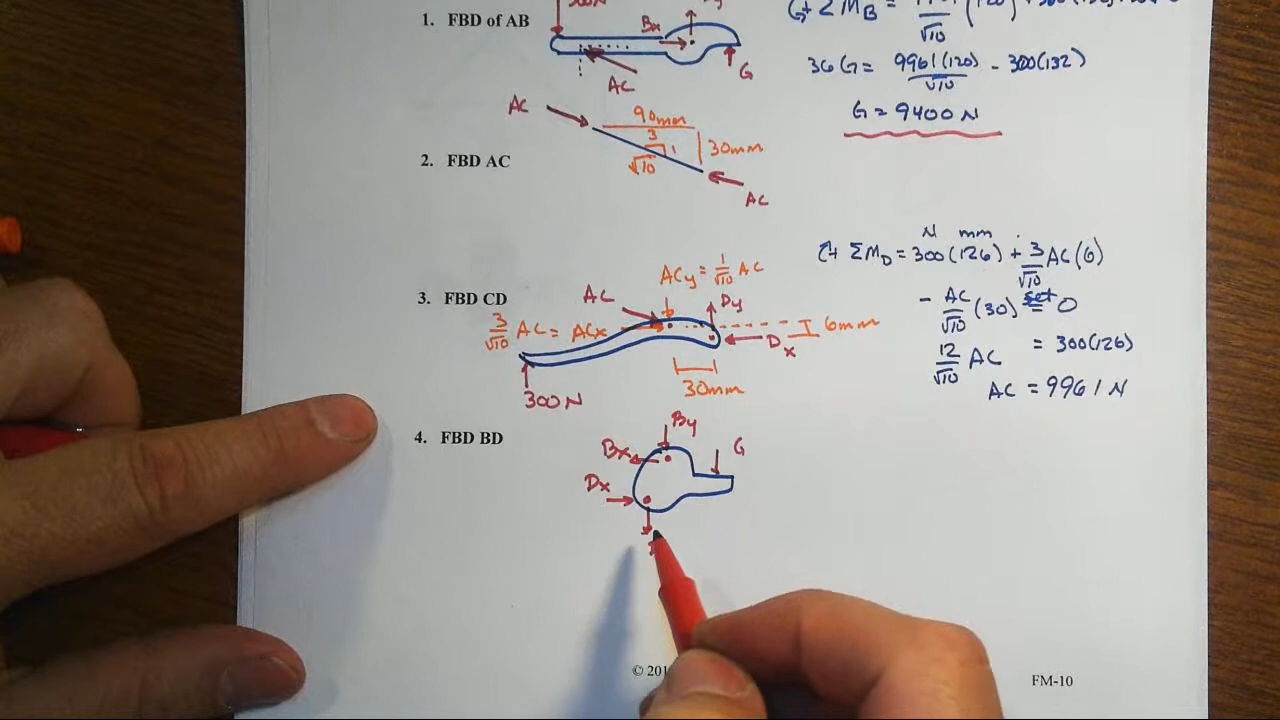 1. FBD of AB
Bx
G
AC
36G = 9961(120)/√10 - 300(132)
G = 9400 N
AC
90mm
3
1
√10
30mm
AC
2. FBD AC
N mm
↶+ ΣM_D = 300(126) + 3/√10 AC(6)
- AC/√10 (30) set= 0
12/√10 AC = 300(126)
AC = 9961 N
3. FBD CD
ACy = 1/√10 AC
AC
Dy
3/√10 AC = ACx
6mm
Dx
30mm
300N
4. FBD BD
By
Bx
G
Dx
FM-10